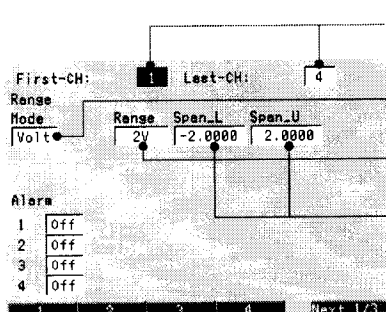 First-CH: 1 Last-CH: 4
Range
Mode Range Span_L Span_U
Volt 2V -2.0000 2.0000
Alarm
1 Off
2 Off
3 Off
4 Off
1 2 3 4 Next 1/3